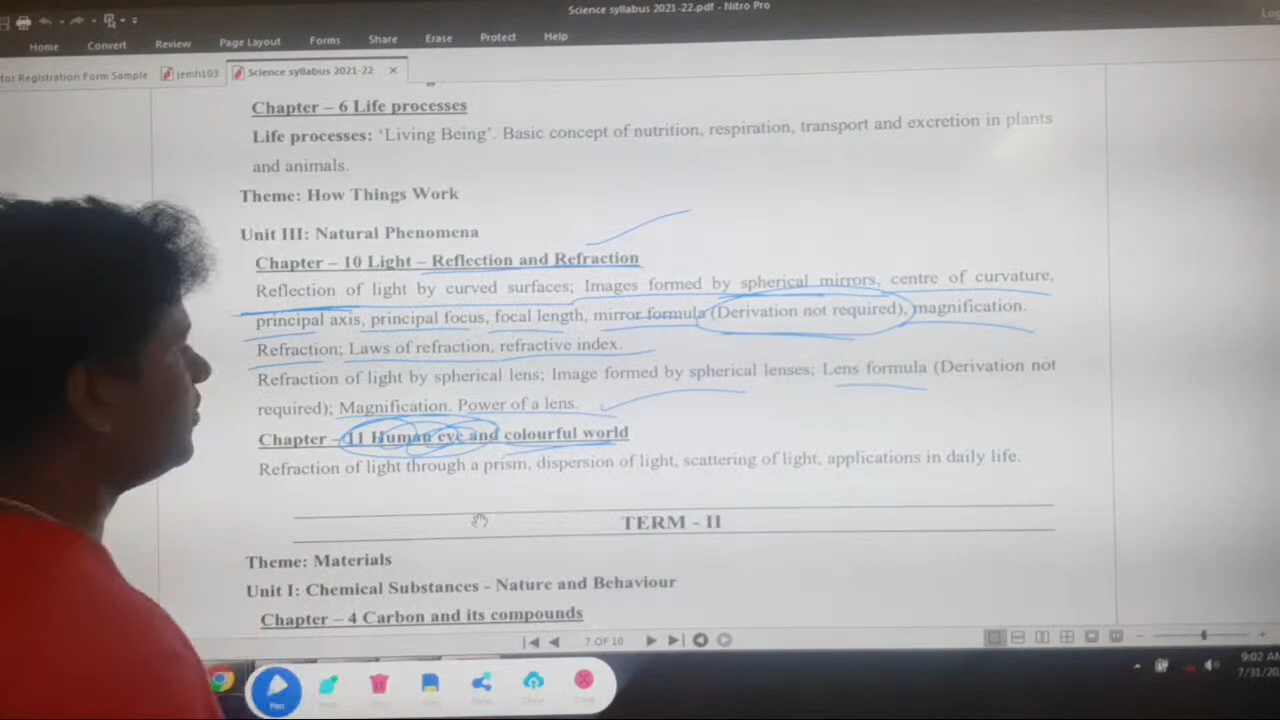 Science syllabus 2021-22.pdf - Nitro Pro
Home Convert Review Page Layout Forms Share Erase Protect Help
tor Registration Form Sample jemh103 Science syllabus 2021-22
Chapter – 6 Life processes
Life processes: ‘Living Being’. Basic concept of nutrition, respiration, transport and excretion in plants
and animals.
Theme: How Things Work
Unit III: Natural Phenomena
Chapter – 10 Light – Reflection and Refraction
Reflection of light by curved surfaces; Images formed by spherical mirrors, centre of curvature,
principal axis, principal focus, focal length, mirror formula (Derivation not required), magnification.
Refraction; Laws of refraction, refractive index.
Refraction of light by spherical lens; Image formed by spherical lenses; Lens formula (Derivation not
required); Magnification. Power of a lens.
Chapter – 11 Human eye and colourful world
Refraction of light through a prism, dispersion of light, scattering of light, applications in daily life.
TERM - II
Theme: Materials
Unit I: Chemical Substances - Nature and Behaviour
Chapter – 4 Carbon and its compounds
7 OF 10
9:02 AM
7/31/20
Pen